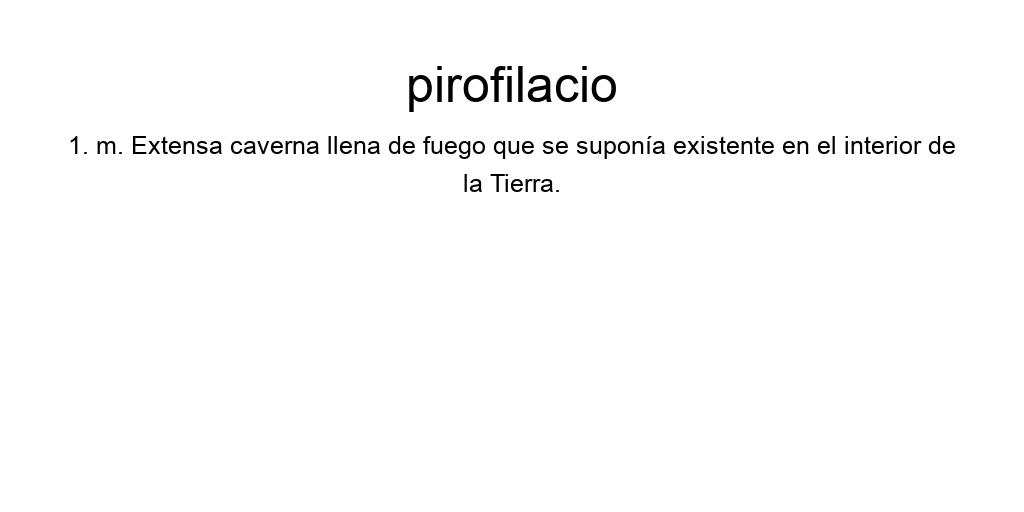 pirofilacio
1. m. Extensa caverna llena de fuego que se suponía existente en el interior de
la Tierra.